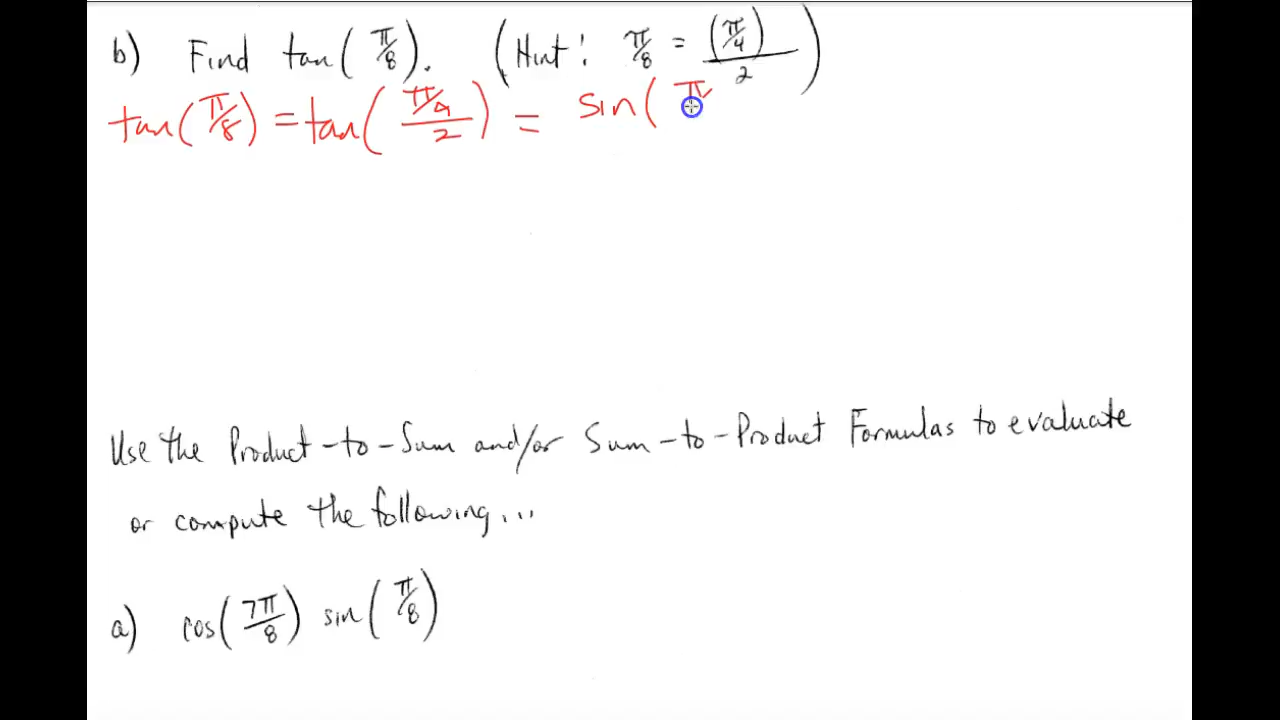 b) Find tan(π/8). (Hint: π/8 = (π/4)/2)
tan(π/8) = tan((π/4)/2) = sin(π
Use the Product-to-Sum and/or Sum-to-Product Formulas to evaluate
or compute the following...
a) cos(7π/8) sin(π/8)